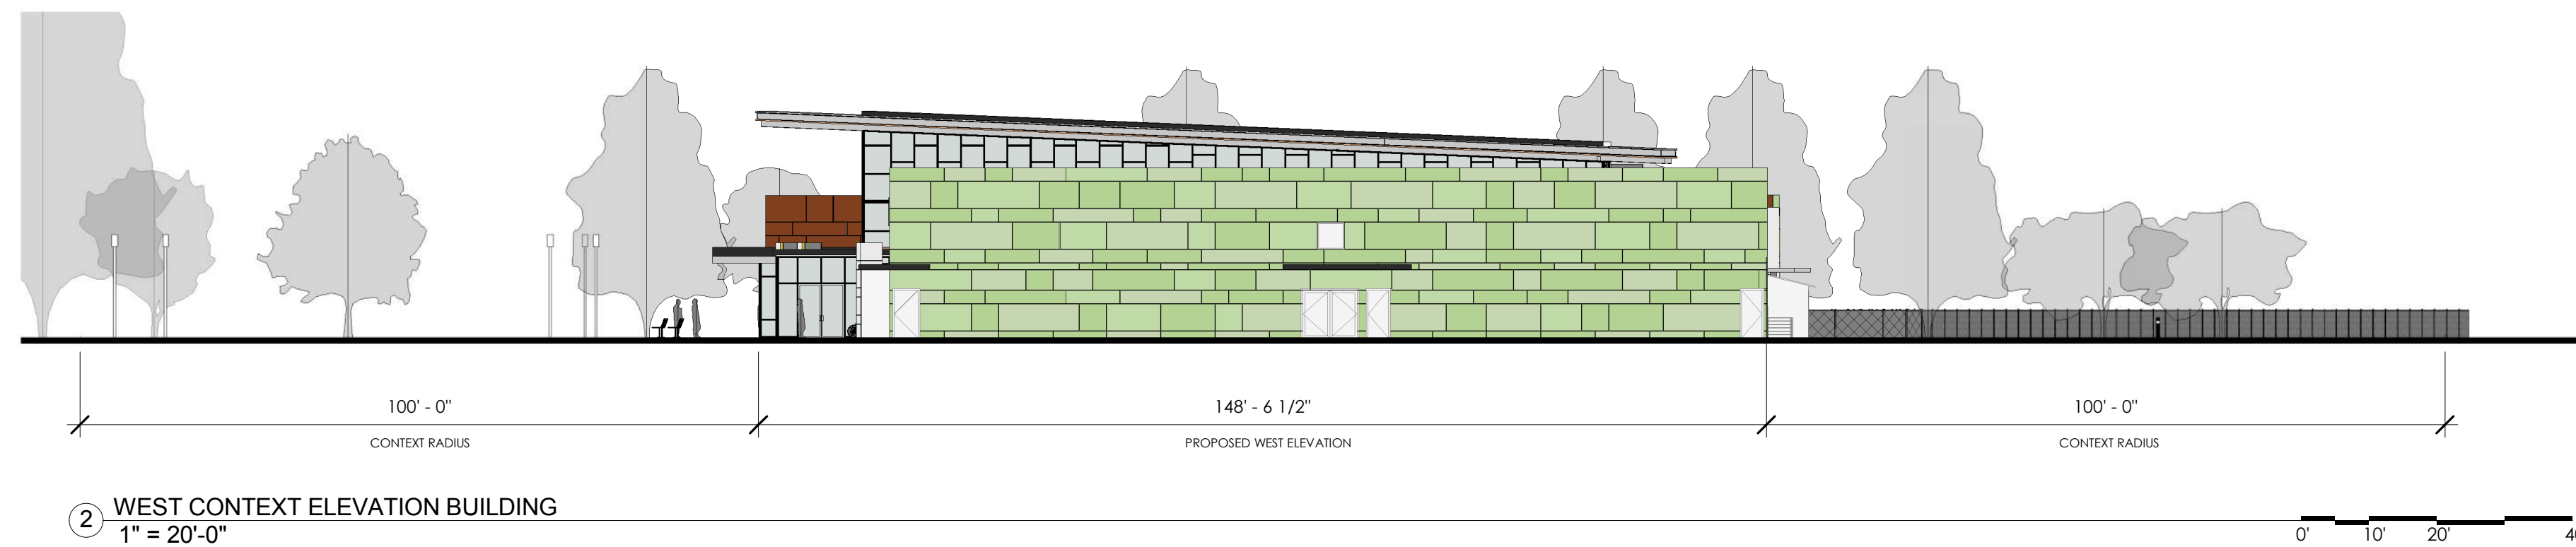 100' - 0"
148' - 6 1/2"
100' - 0"
CONTEXT RADIUS
PROPOSED WEST ELEVATION
CONTEXT RADIUS
2
WEST CONTEXT ELEVATION BUILDING
1" = 20'-0"
0' 10' 20'